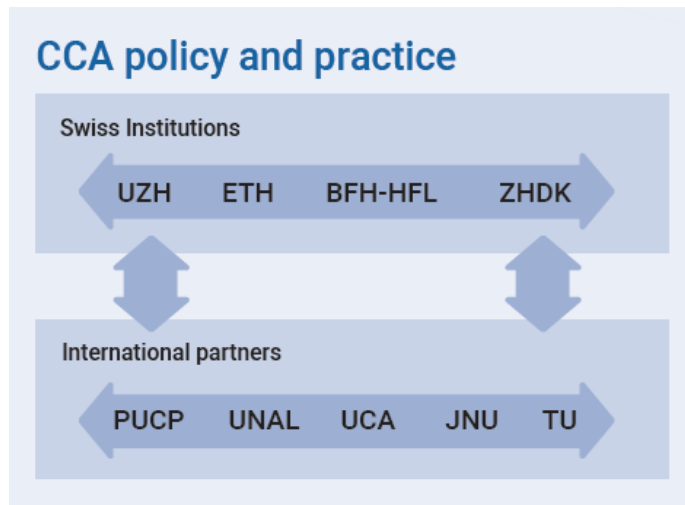 CCA policy and practice
Swiss Institutions
UZH ETH BFH-HFL ZHDK
International partners
PUCP UNAL UCA JNU TU